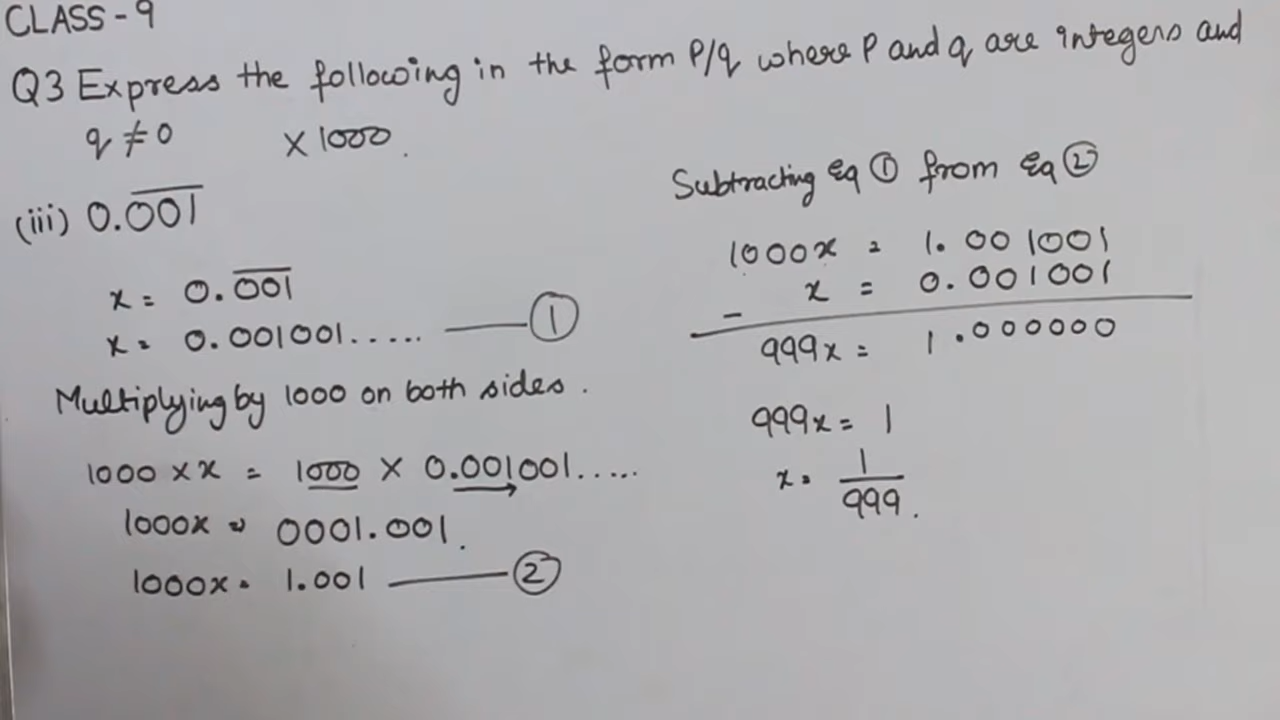 CLASS - 9
Q3 Express the following in the form P/q where P and q are integers and
q ≠ 0 × 1000.
(iii) 0.\overline{001}
x = 0.\overline{001}
x = 0.001001..... —— ①
Multiplying by 1000 on both sides.
1000 × x = 1000 × 0.001001.....
1000x = 0001.001.
1000x = 1.001 —— ②
Subtracting Eq ① from Eq ②
1000x = 1.001001
x = 0.001001
-
999x = 1.000000
999x = 1
x = 1/999.